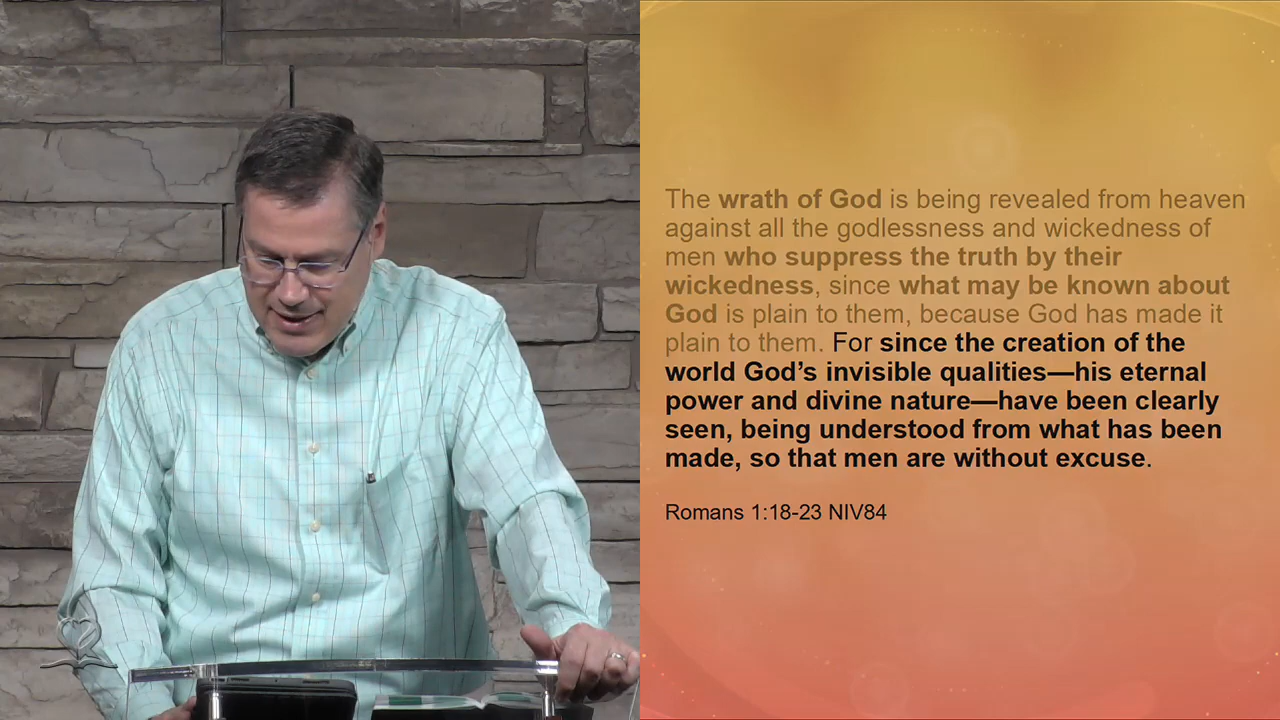 The wrath of God is being revealed from heaven
against all the godlessness and wickedness of
men who suppress the truth by their
wickedness, since what may be known about
God is plain to them, because God has made it
plain to them. For since the creation of the
world God’s invisible qualities—his eternal
power and divine nature—have been clearly
seen, being understood from what has been
made, so that men are without excuse.
Romans 1:18-23 NIV84